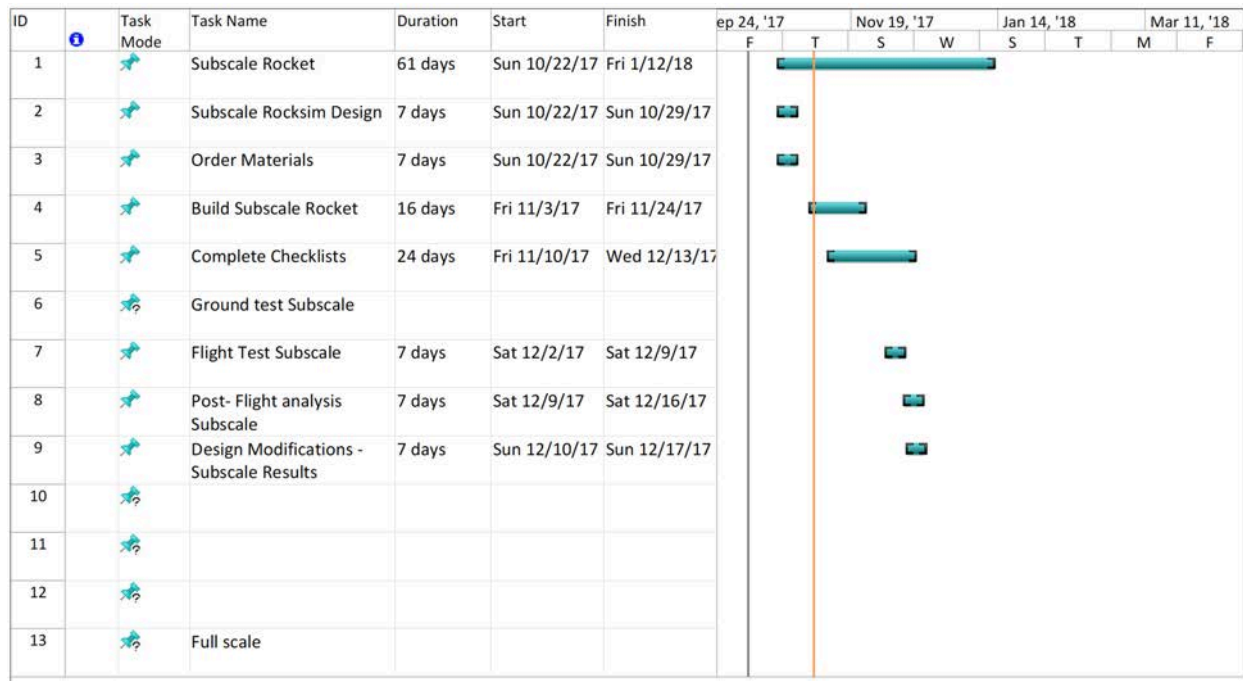 ID Task Mode Task Name Duration Start Finish ep 24, '17 Nov 19, '17 Jan 14, '18 Mar 11, '18
F T S W S T M F
1 Subscale Rocket 61 days Sun 10/22/17 Fri 1/12/18
2 Subscale Rocksim Design 7 days Sun 10/22/17 Sun 10/29/17
3 Order Materials 7 days Sun 10/22/17 Sun 10/29/17
4 Build Subscale Rocket 16 days Fri 11/3/17 Fri 11/24/17
5 Complete Checklists 24 days Fri 11/10/17 Wed 12/13/17
6 Ground test Subscale
7 Flight Test Subscale 7 days Sat 12/2/17 Sat 12/9/17
8 Post- Flight analysis 7 days Sat 12/9/17 Sat 12/16/17
Subscale
9 Design Modifications - 7 days Sun 12/10/17 Sun 12/17/17
Subscale Results
10
11
12
13 Full scale